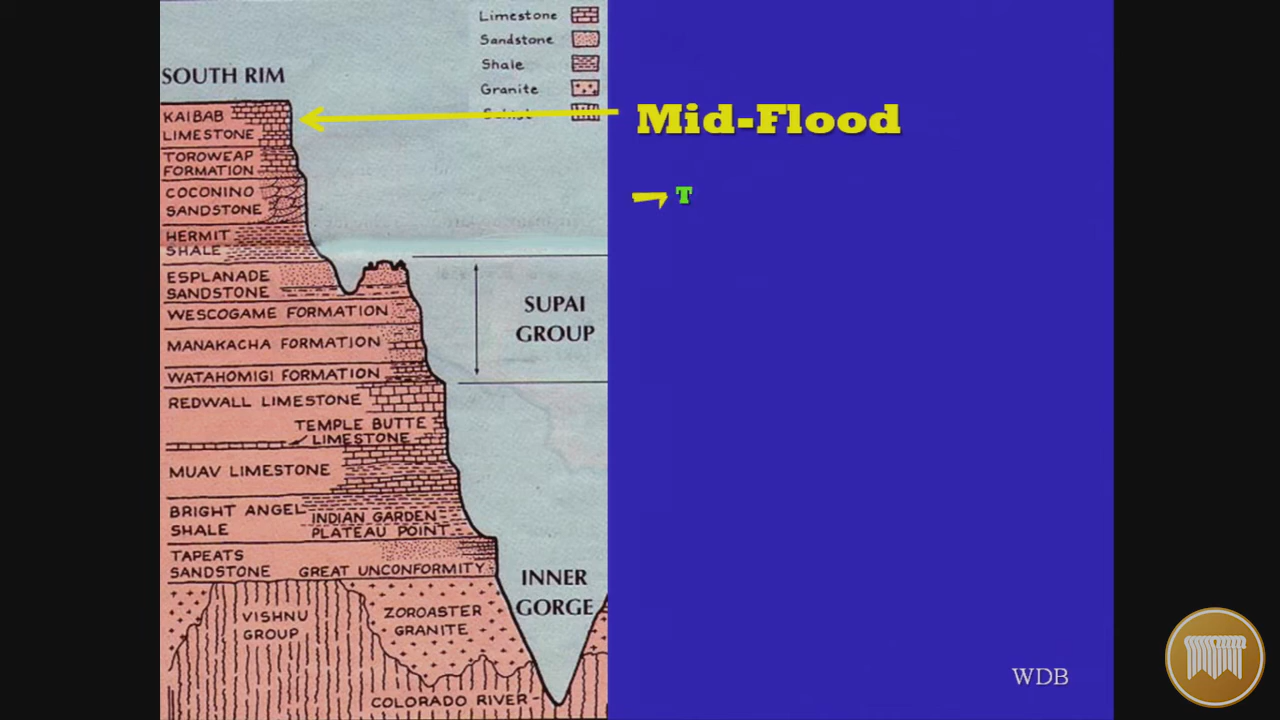 Limestone
Sandstone
Shale
Granite
SOUTH RIM
Mid-Flood
KAIBAB
LIMESTONE
TOROWEAP
FORMATION
T
COCONINO
SANDSTONE
HERMIT
SHALE
ESPLANADE
SANDSTONE
SUPAI
GROUP
WESCOGAME FORMATION
MANAKACHA FORMATION
WATAHOMIGI FORMATION
REDWALL LIMESTONE
TEMPLE BUTTE
LIMESTONE
MUAV LIMESTONE
BRIGHT ANGEL
SHALE
INDIAN GARDEN
PLATEAU POINT
TAPEATS
SANDSTONE
GREAT UNCONFORMITY
INNER
GORGE
VISHNU
GROUP
ZOROASTER
GRANITE
COLORADO RIVER
WDB